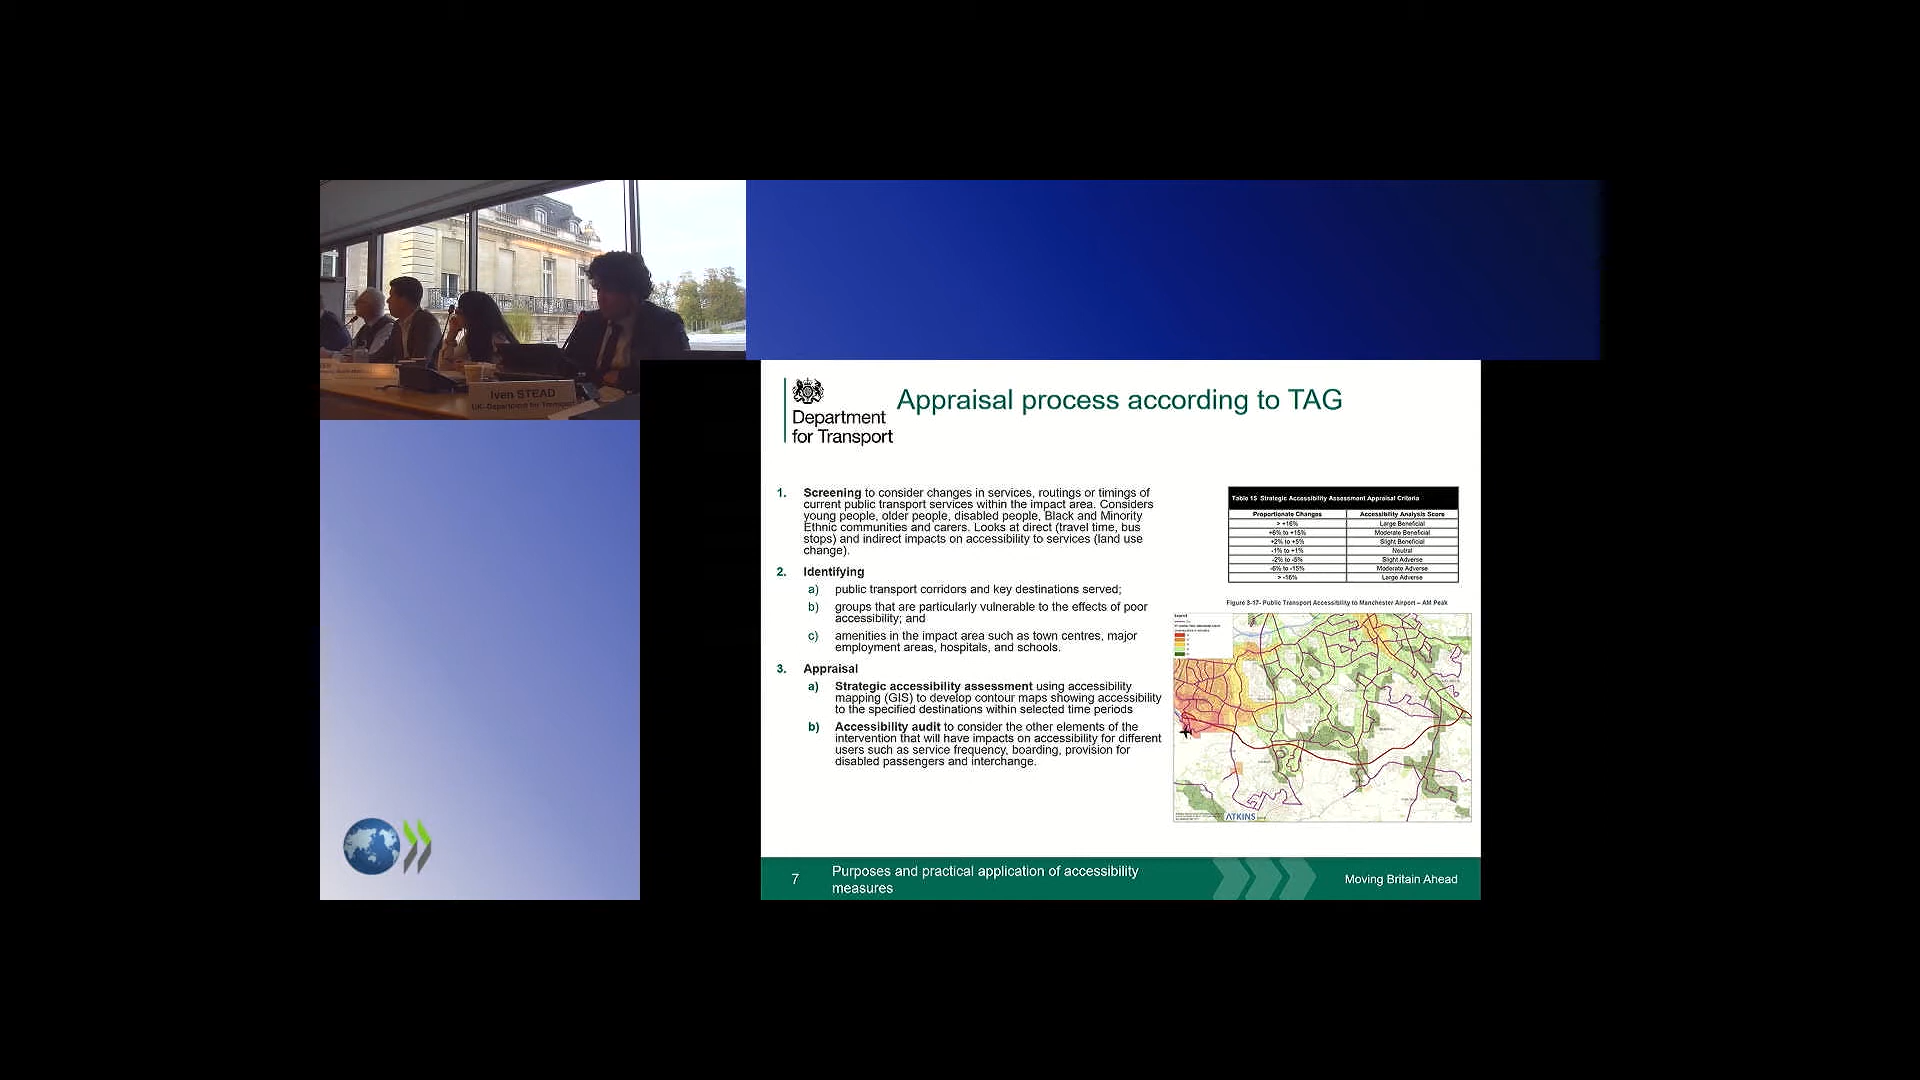 Iven STEAD
UK-Department for Transport
Department
for Transport
Appraisal process according to TAG
1. Screening to consider changes in services, routings or timings of
current public transport services within the impact area. Considers
young people, older people, disabled people, Black and Minority
Ethnic communities and carers. Looks at direct (travel time, bus
stops) and indirect impacts on accessibility to services (land use
change).
2. Identifying
a) public transport corridors and key destinations served;
b) groups that are particularly vulnerable to the effects of poor
accessibility; and
c) amenities in the impact area such as town centres, major
employment areas, hospitals, and schools.
3. Appraisal
a) Strategic accessibility assessment using accessibility
mapping (GIS) to develop contour maps showing accessibility
to the specified destinations within selected time periods
b) Accessibility audit to consider the other elements of the
intervention that will have impacts on accessibility for different
users such as service frequency, boarding, provision for
disabled passengers and interchange.
Table 15 Strategic Accessibility Assessment Appraisal Criteria
Proportionate Changes Accessibility Analysis Score
> +16% Large Beneficial
+6% to +15% Moderate Beneficial
+2% to +5% Slight Beneficial
-1% to +1% Neutral
-2% to -5% Slight Adverse
-6% to -15% Moderate Adverse
> -16% Large Adverse
Figure 3-17- Public Transport Accessibility to Manchester Airport – AM Peak
ATKINS
7
Purposes and practical application of accessibility
measures
Moving Britain Ahead